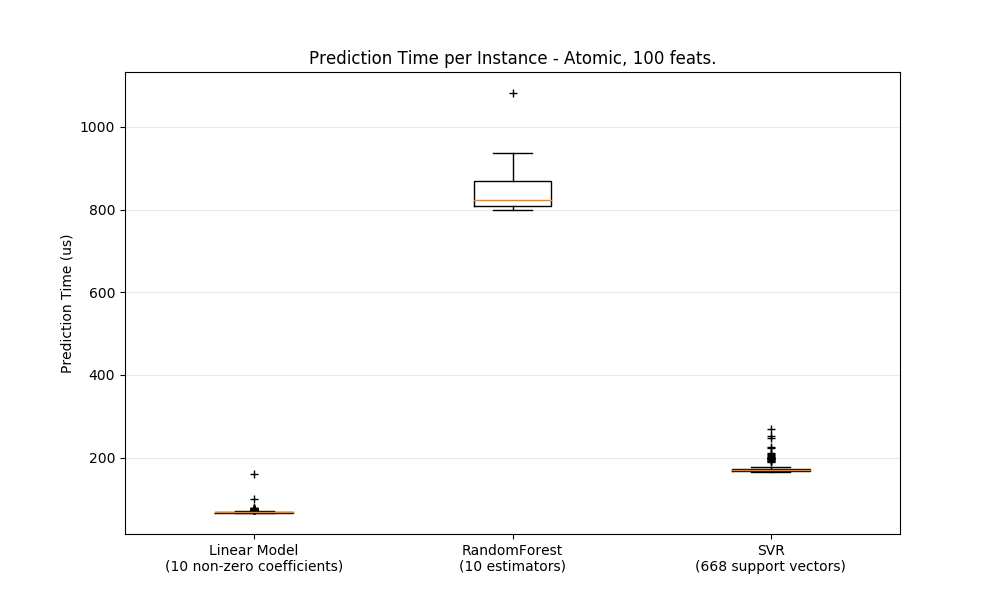 Prediction Time per Instance - Atomic, 100 feats.
Prediction Time (us)
1000
800
600
400
200
Linear Model
(10 non-zero coefficients)
RandomForest
(10 estimators)
SVR
(668 support vectors)